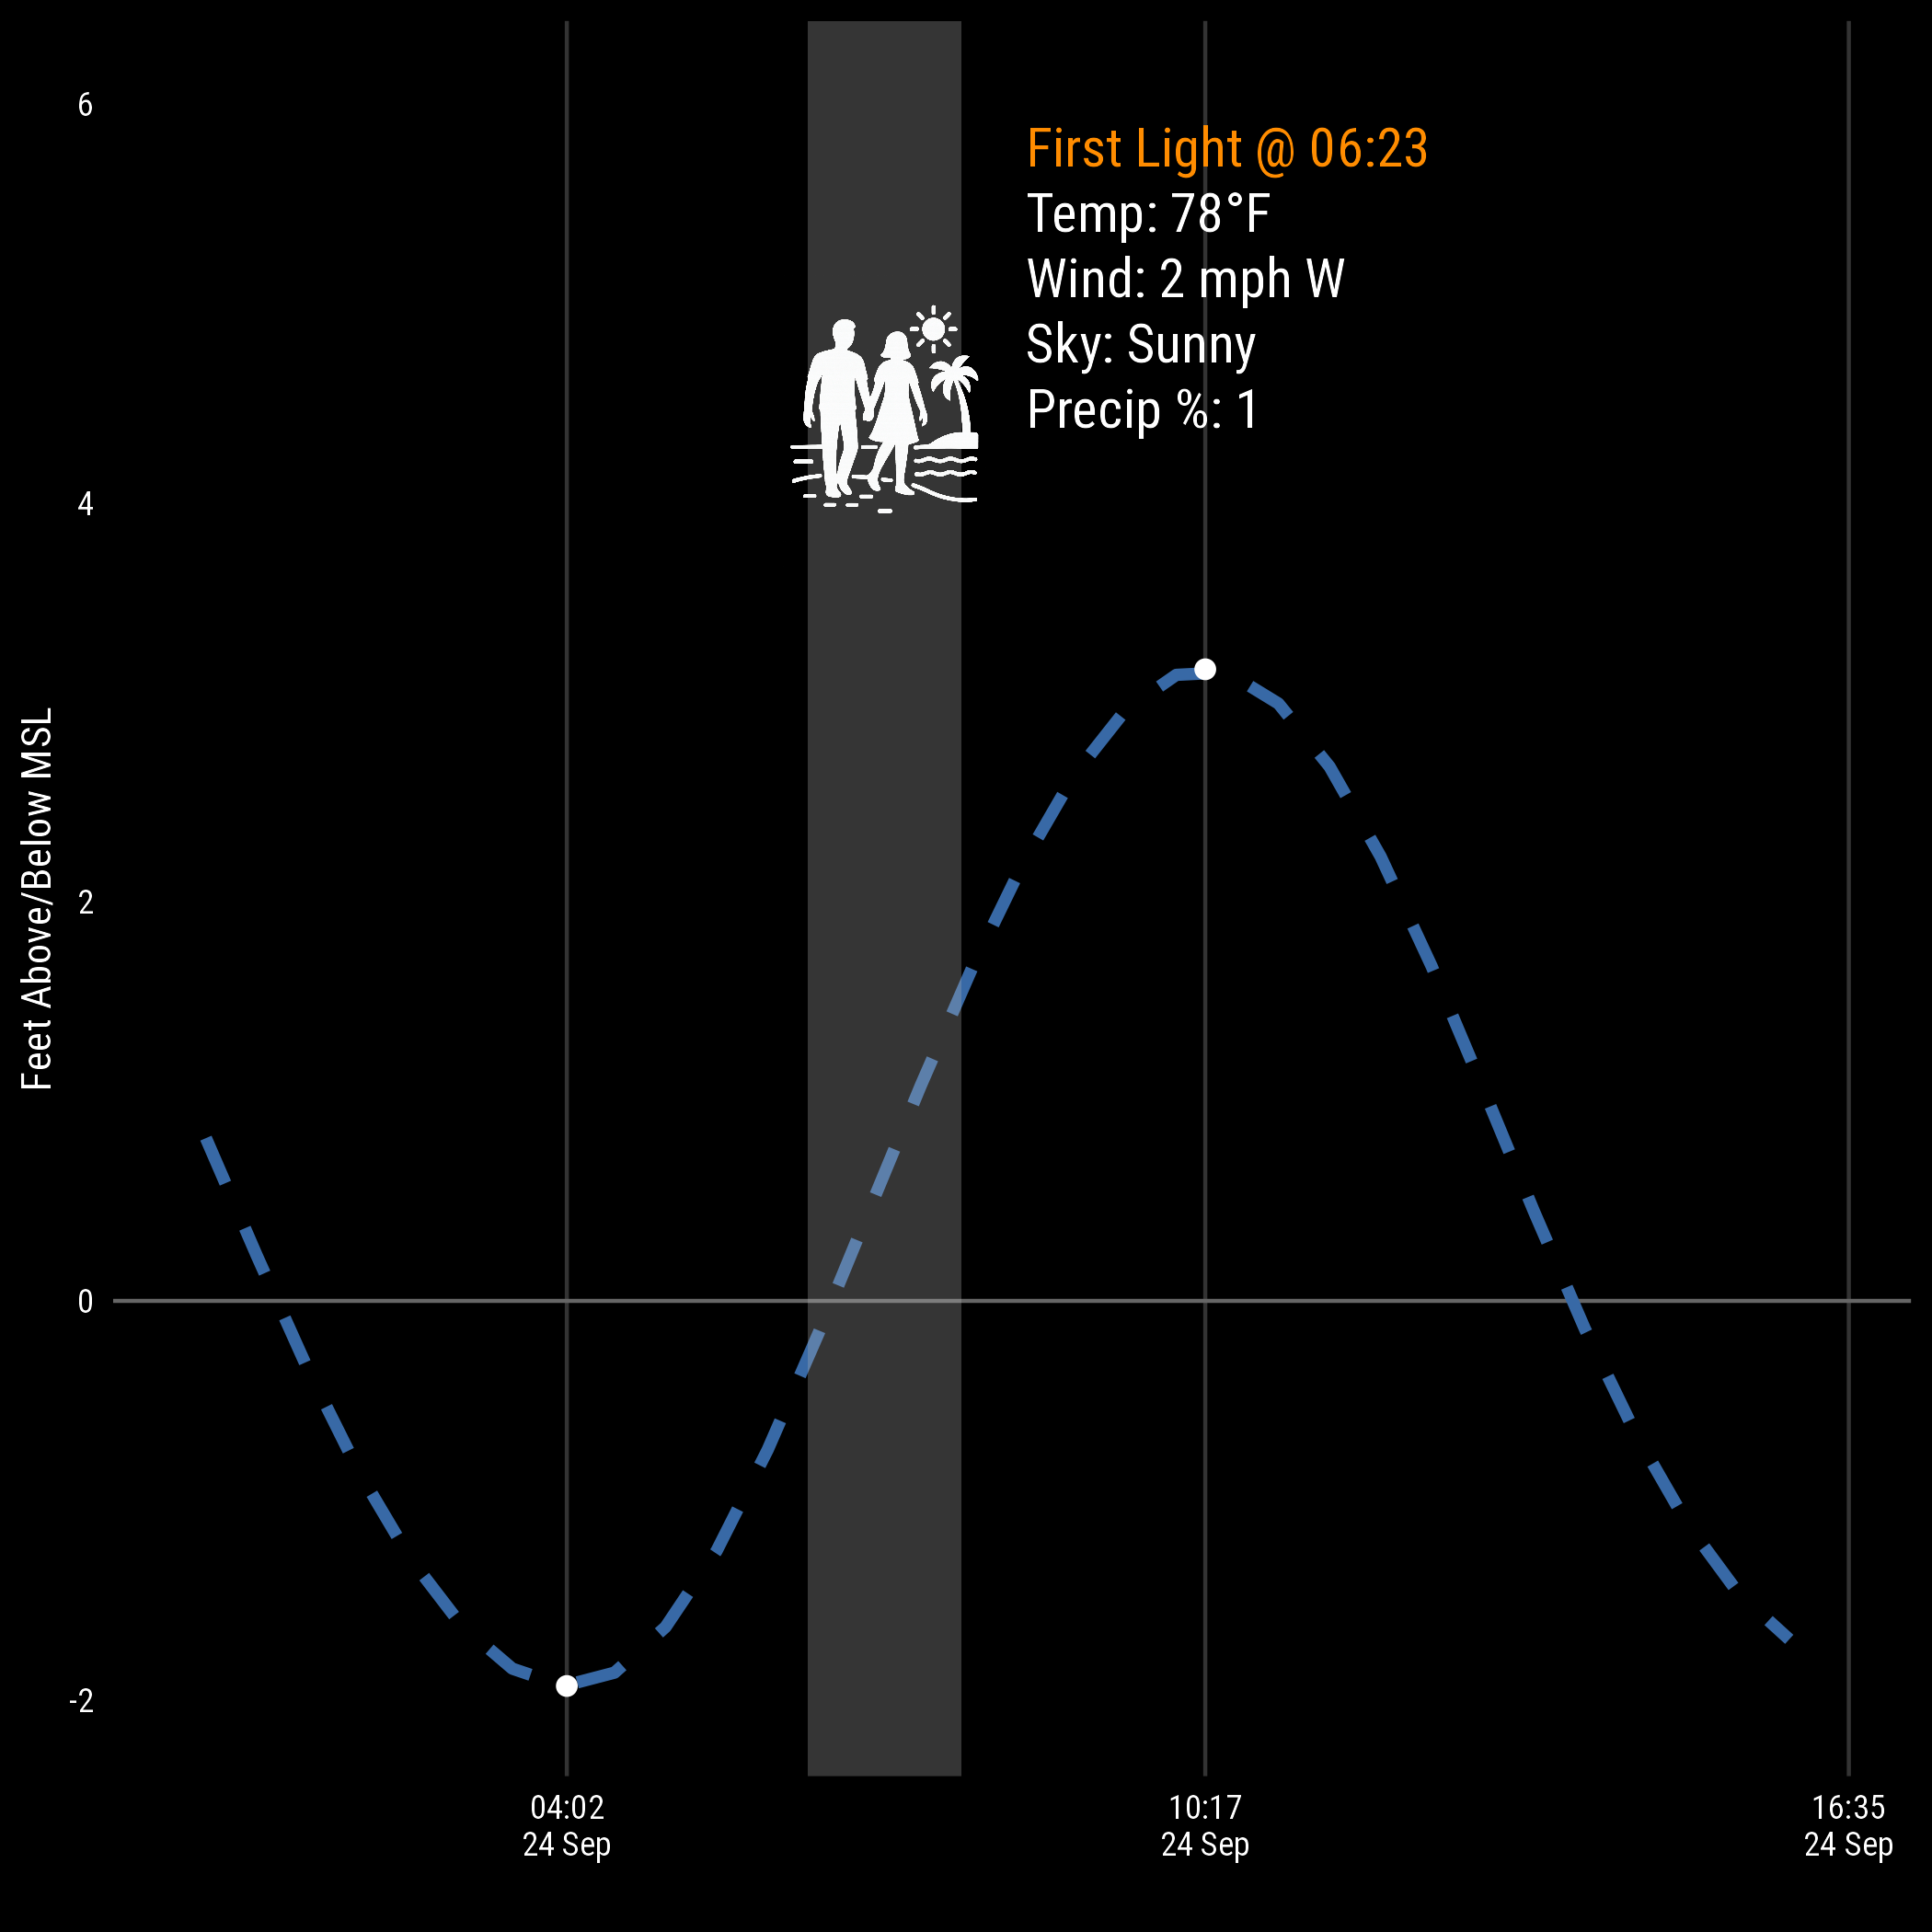 6
First Light @ 06:23
Temp: 78°F
Wind: 2 mph W
Sky: Sunny
Precip %: 1
4
Feet Above/Below MSL
2
0
-2
04:02
24 Sep
10:17
24 Sep
16:35
24 Sep